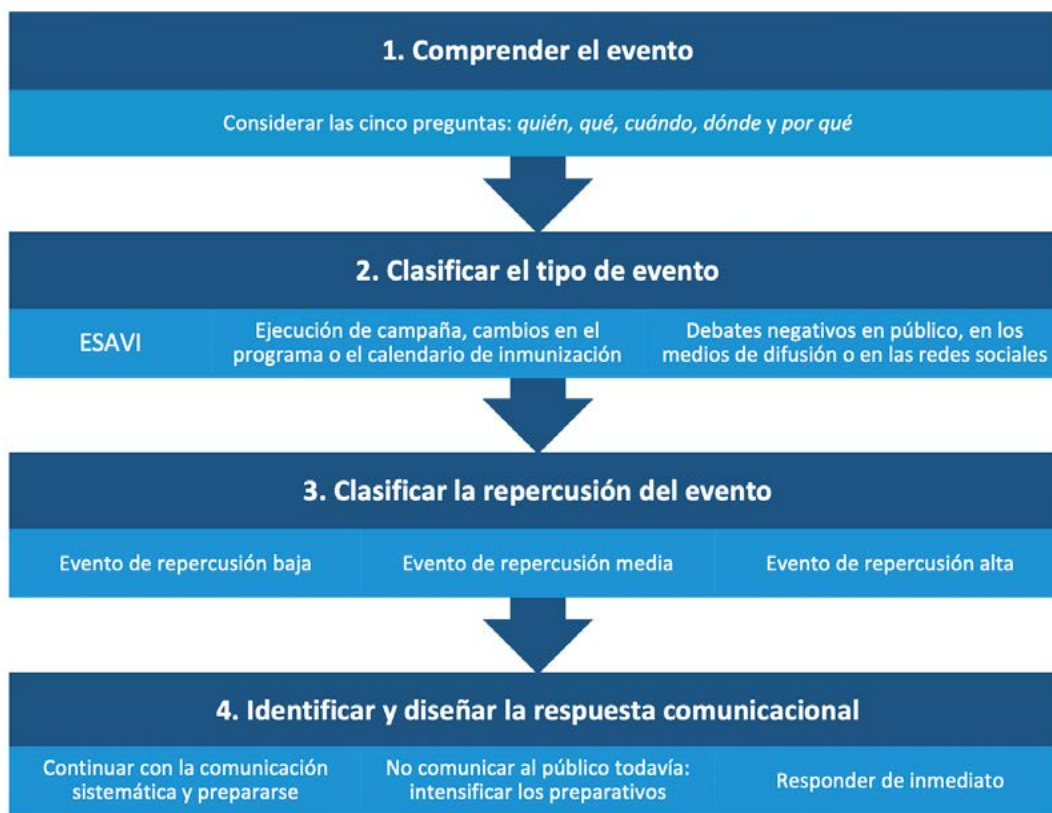 1. Comprender el evento
Considerar las cinco preguntas: quién, qué, cuándo, dónde y por qué
2. Clasificar el tipo de evento
ESAVI
Ejecución de campaña, cambios en el
programa o el calendario de inmunización
Debates negativos en público, en los
medios de difusión o en las redes sociales
3. Clasificar la repercusión del evento
Evento de repercusión baja
Evento de repercusión media
Evento de repercusión alta
4. Identificar y diseñar la respuesta comunicacional
Continuar con la comunicación
sistemática y prepararse
No comunicar al público todavía:
intensificar los preparativos
Responder de inmediato